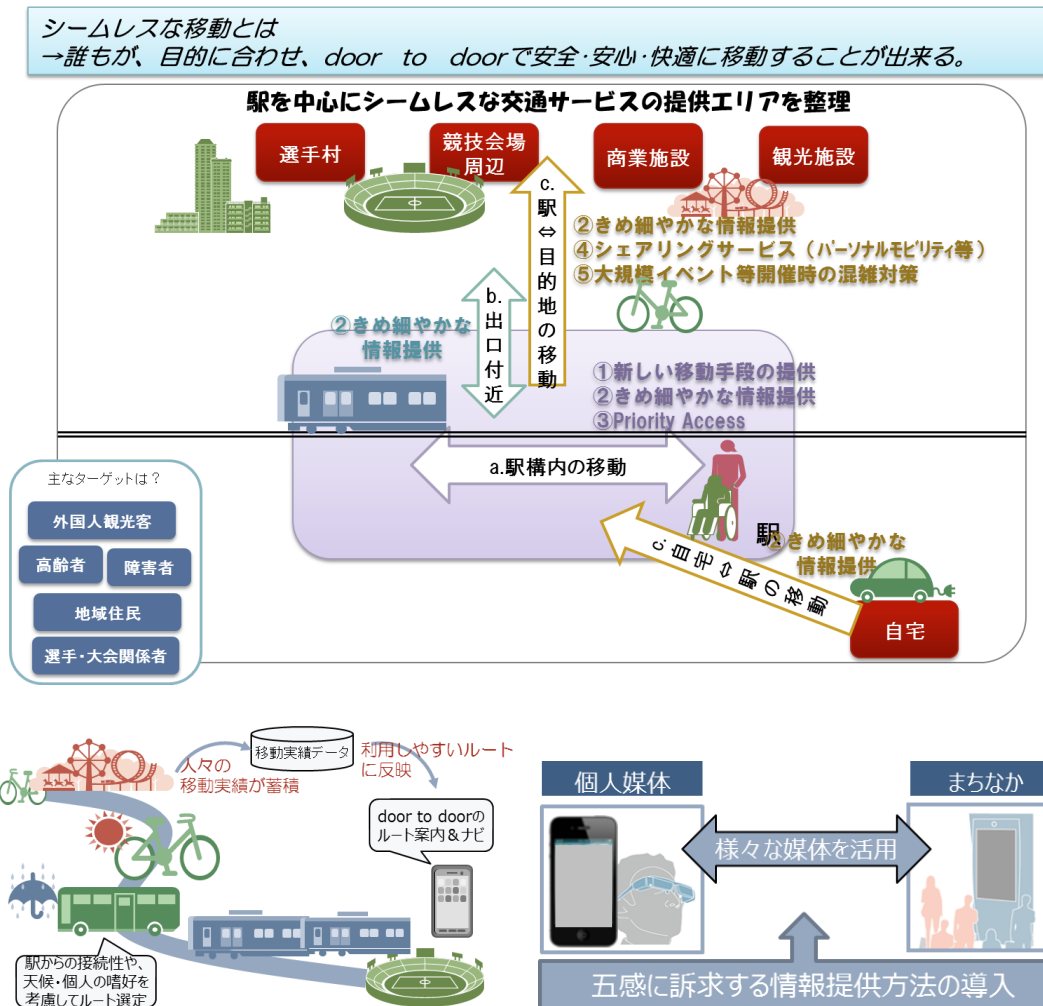 シームレスな移動とは
→誰もが、目的に合わせ、door to doorで安全・安心・快適に移動することが出来る。
駅を中心にシームレスな交通サービスの提供エリアを整理
選手村
競技会場
周辺
商業施設
観光施設
c.駅⇔目的地の移動
②きめ細やかな情報提供
④シェアリングサービス（パーソナルモビリティ等）
⑤大規模イベント等開催時の混雑対策
b.出口付近
②きめ細やかな
情報提供
①新しい移動手段の提供
②きめ細やかな情報提供
③Priority Access
a.駅構内の移動
駅
②きめ細やかな
情報提供
c.自宅⇔駅の移動
自宅
主なターゲットは？
外国人観光客
高齢者
障害者
地域住民
選手・大会関係者
人々の
移動実績が蓄積
移動実績データ
利用しやすいルート
に反映
door to doorの
ルート案内＆ナビ
駅からの接続性や、
天候・個人の嗜好を
考慮してルート選定
個人媒体
まちなか
様々な媒体を活用
五感に訴求する情報提供方法の導入